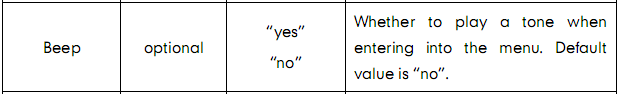 Beep
optional
“yes”
“no”
Whether to play a tone when
entering into the menu. Default
value is “no”.